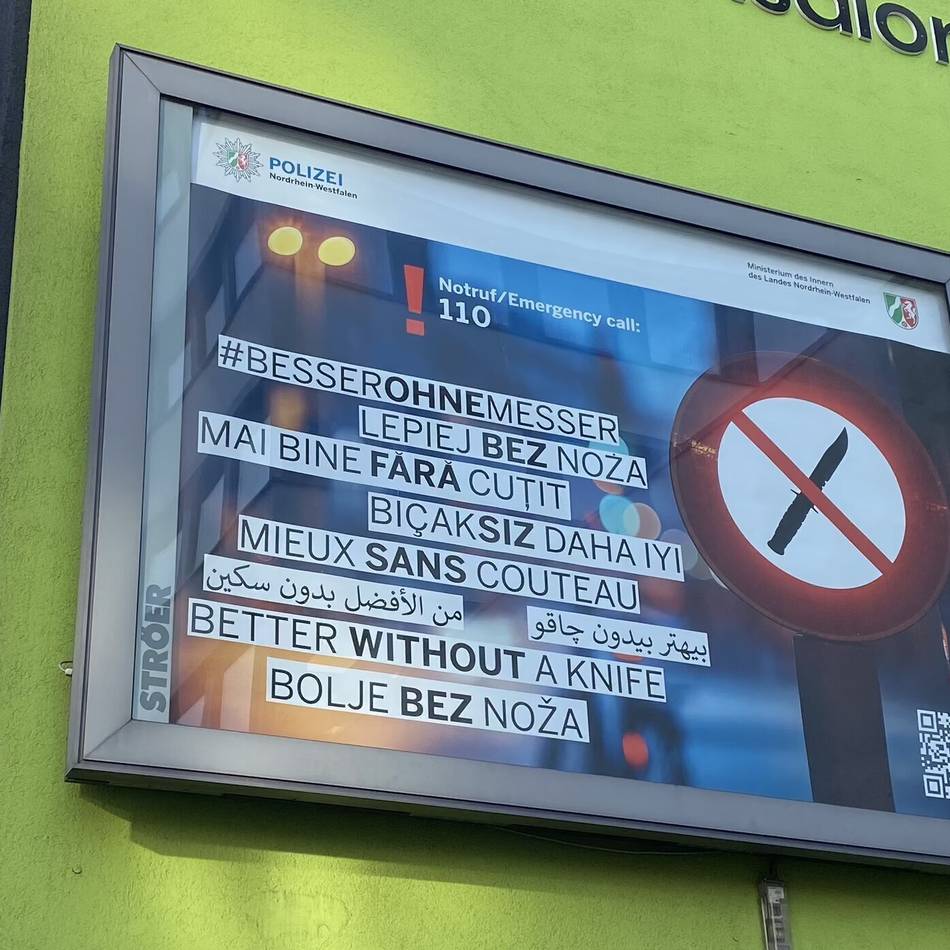 POLIZEI
Nordrhein-Westfalen
Ministerium des Innern
des Landes Nordrhein-Westfalen
! Notruf/Emergency call:
110
#BESSEROHNEMESSER
LEPIEJ BEZ NOŻA
MAI BINE FĂRĂ CUȚIT
BIÇAKSIZ DAHA IYI
MIEUX SANS COUTEAU
من الأفضل بدون سكين
بيهتر بيدون چاقو
BETTER WITHOUT A KNIFE
BOLJE BEZ NOŽA
STRÖER